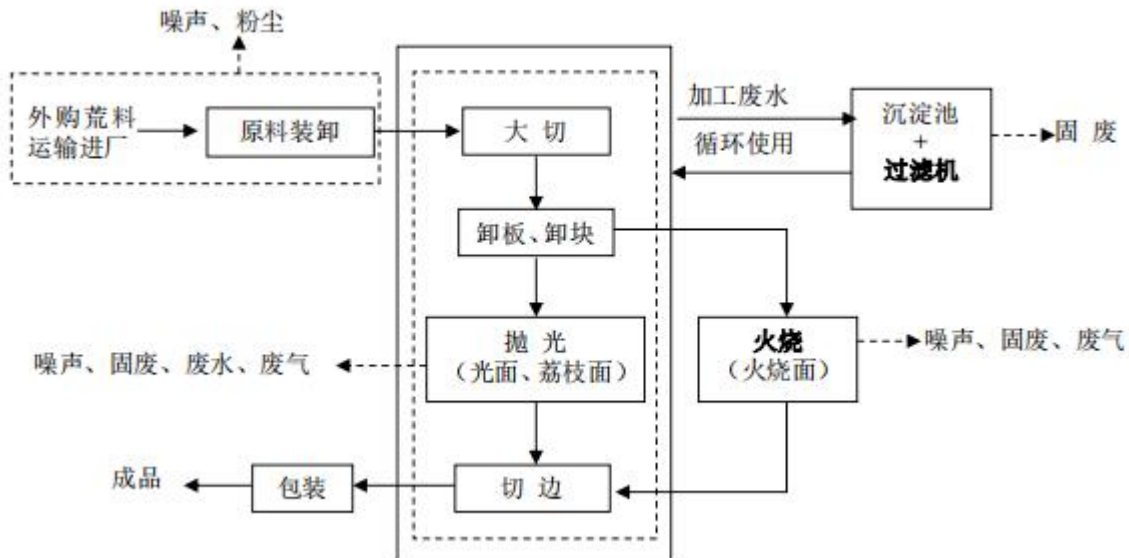 噪声、粉尘
外购荒料
运输进厂
原料装卸
大 切
加工废水
循环使用
沉淀池
+
过滤机
固 废
卸板、卸块
抛 光
（光面、荔枝面）
火烧
（火烧面）
噪声、固废、废气
噪声、固废、废水、废气
切 边
包装
成品